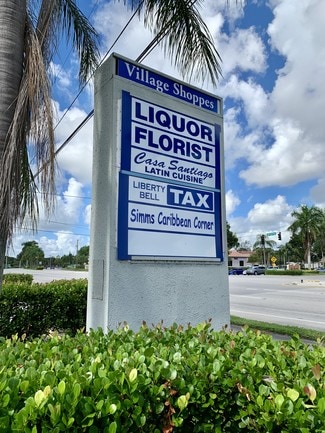 Village Shoppes
LIQUOR
FLORIST
Casa Santiago
LATIN CUISINE
LIBERTY
BELL
TAX
Simms Caribbean Corner